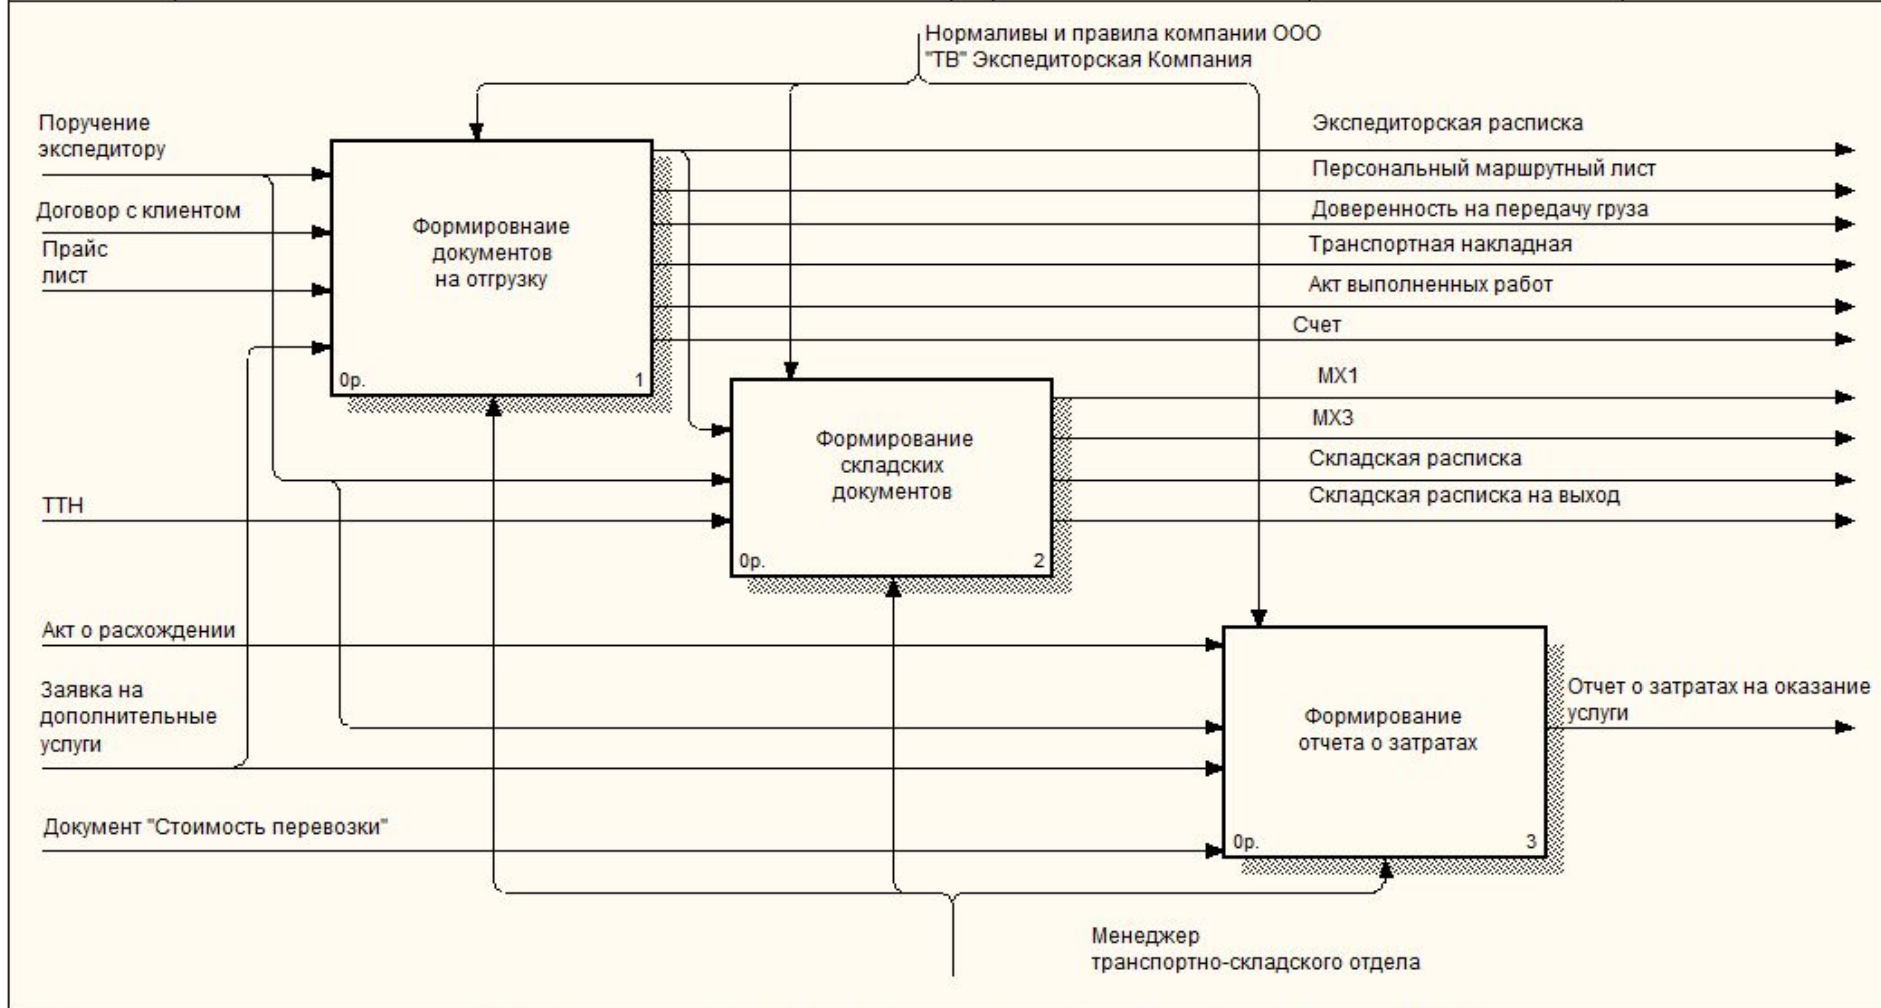 Нормаливы и правила компании ООО
"ТВ" Экспедиторская Компания
Поручение
экспедитору
Договор с клиентом
Прайс
лист
Формировнаие
документов
на отгрузку
0р.
1
Экспедиторская расписка
Персональный маршрутный лист
Доверенность на передачу груза
Транспортная накладная
Акт выполненных работ
Счет
МХ1
МХ3
Складская расписка
Складская расписка на выход
Формирование
складских
документов
0р.
2
ТТН
Акт о расхождении
Заявка на
дополнительные
услуги
Документ "Стоимость перевозки"
Формирование
отчета о затратах
0р.
3
Отчет о затратах на оказание
услуги
Менеджер
транспортно-складского отдела